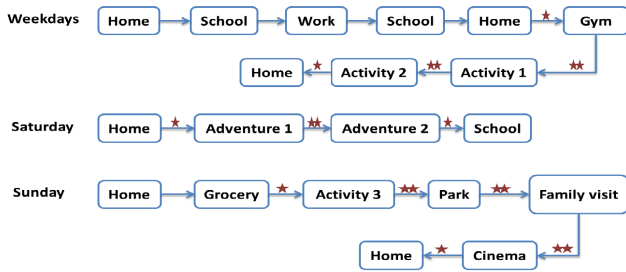 Weekdays Home School Work School Home Gym
Home Activity 2 Activity 1
Saturday Home Adventure 1 Adventure 2 School
Sunday Home Grocery Activity 3 Park Family visit
Home Cinema